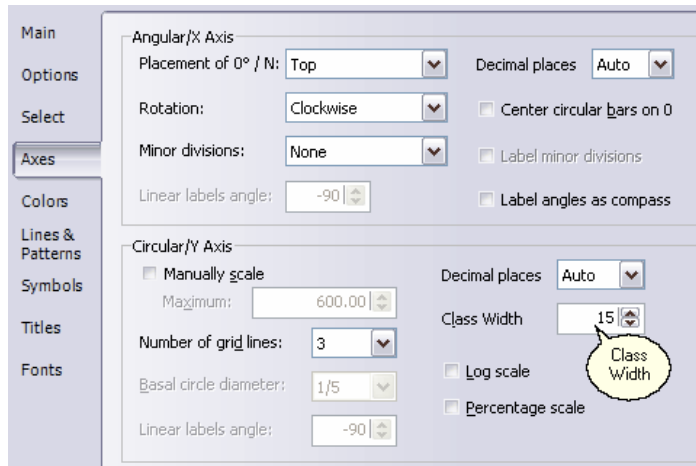 Main
Options
Select
Axes
Colors
Lines &
Patterns
Symbols
Titles
Fonts
Angular/X Axis
Placement of 0° / N: Top
Decimal places Auto
Rotation: Clockwise
Center circular bars on 0
Minor divisions: None
Label minor divisions
Linear labels angle: -90
Label angles as compass
Circular/Y Axis
Manually scale
Decimal places Auto
Maximum: 600.00
Class Width 15
Number of grid lines: 3
Class
Width
Log scale
Basal circle diameter: 1/5
Percentage scale
Linear labels angle: -90